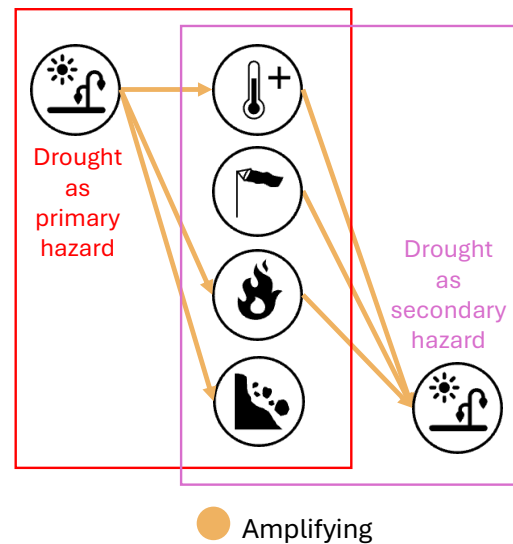 Drought
as
primary
hazard
Drought
as
secondary
hazard
Amplifying